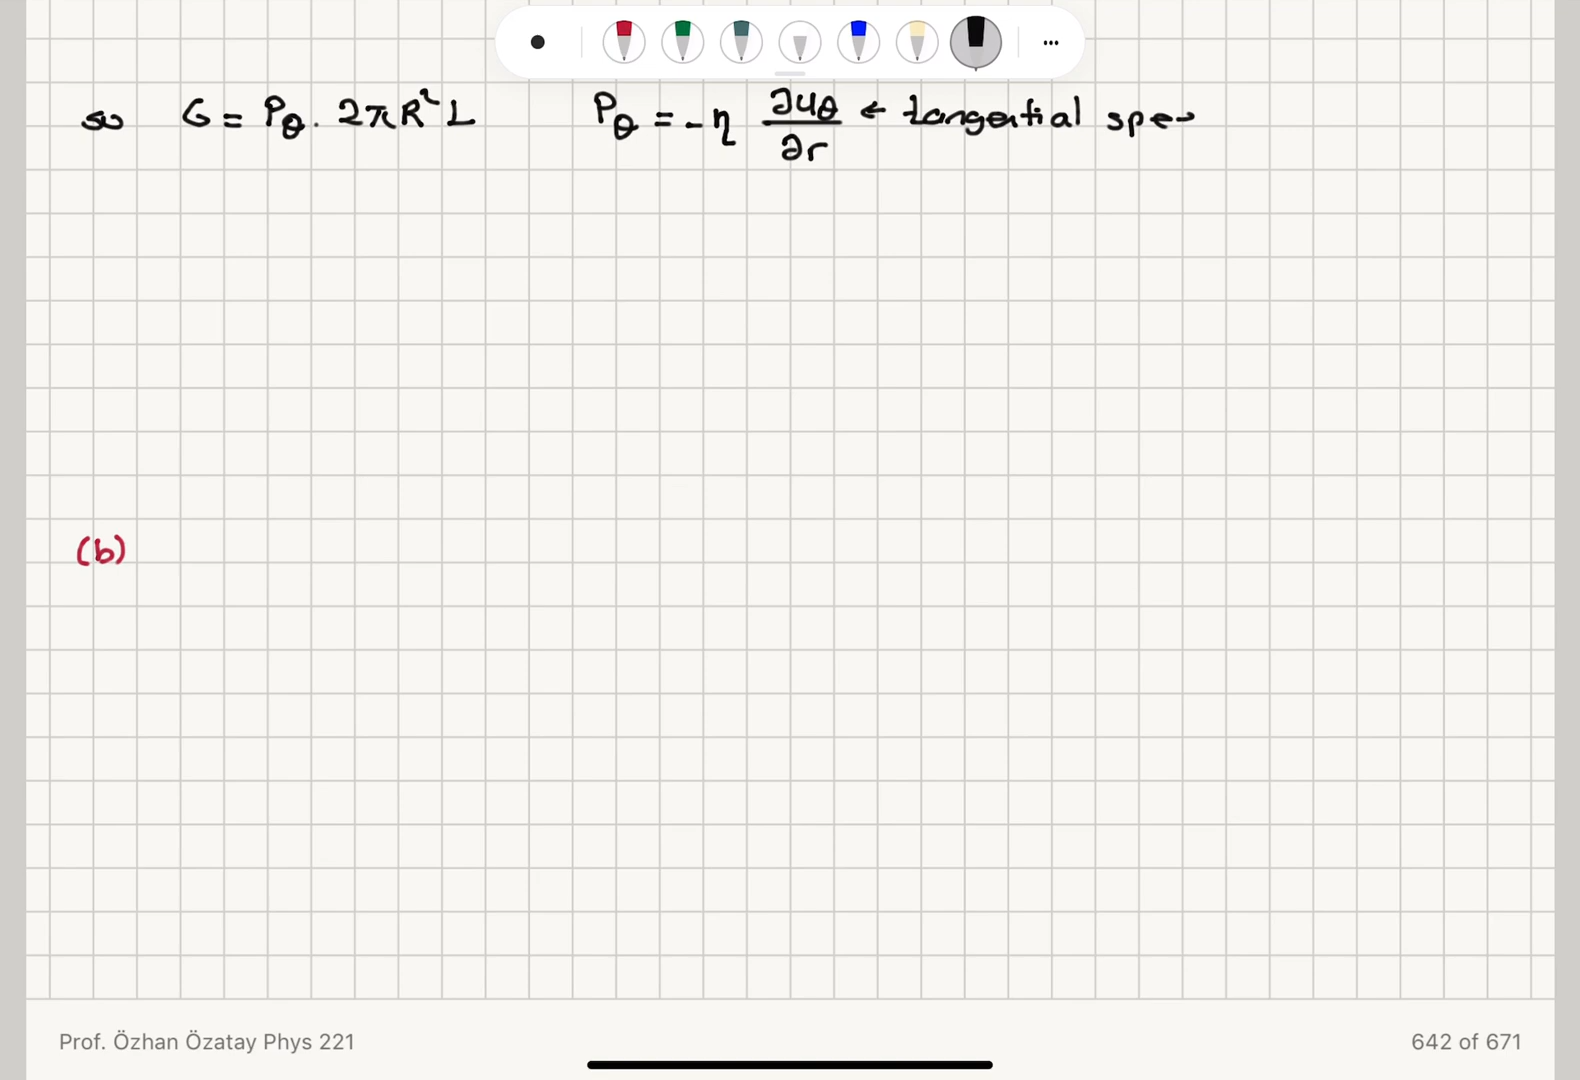 so G = P_θ . 2πR²L P_θ = -η ∂u_θ/∂r ← tangential spe
(b)
Prof. Özhan Özatay Phys 221 642 of 671